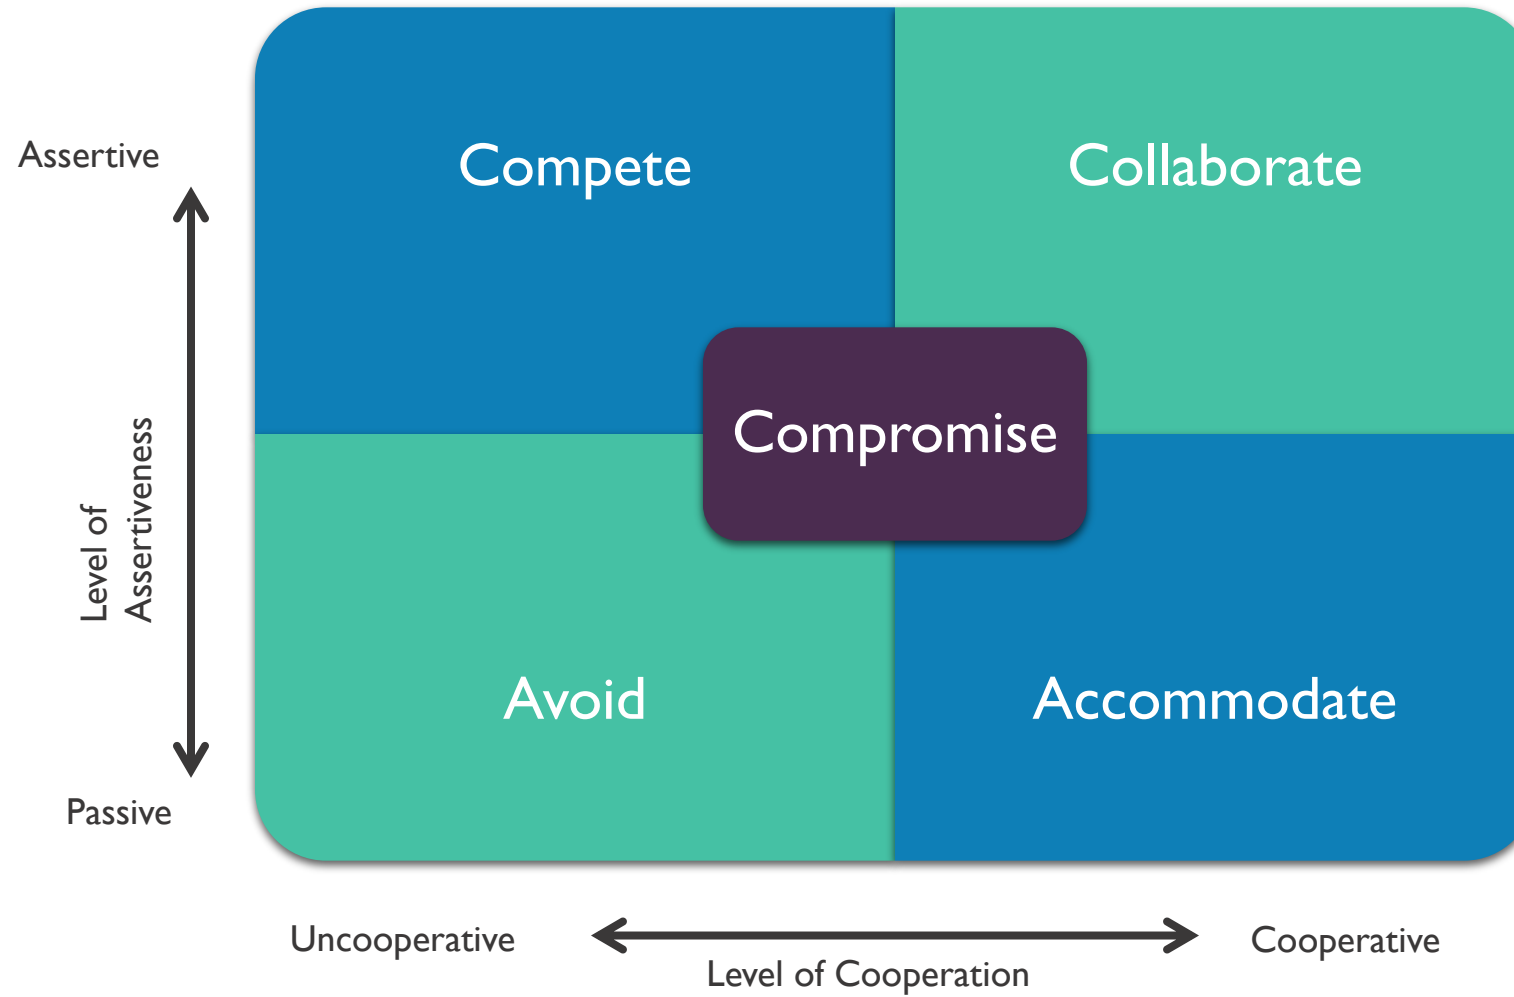 Assertive
Compete
Collaborate
Level of
Assertiveness
Compromise
Avoid
Accommodate
Passive
Uncooperative
Cooperative
Level of Cooperation